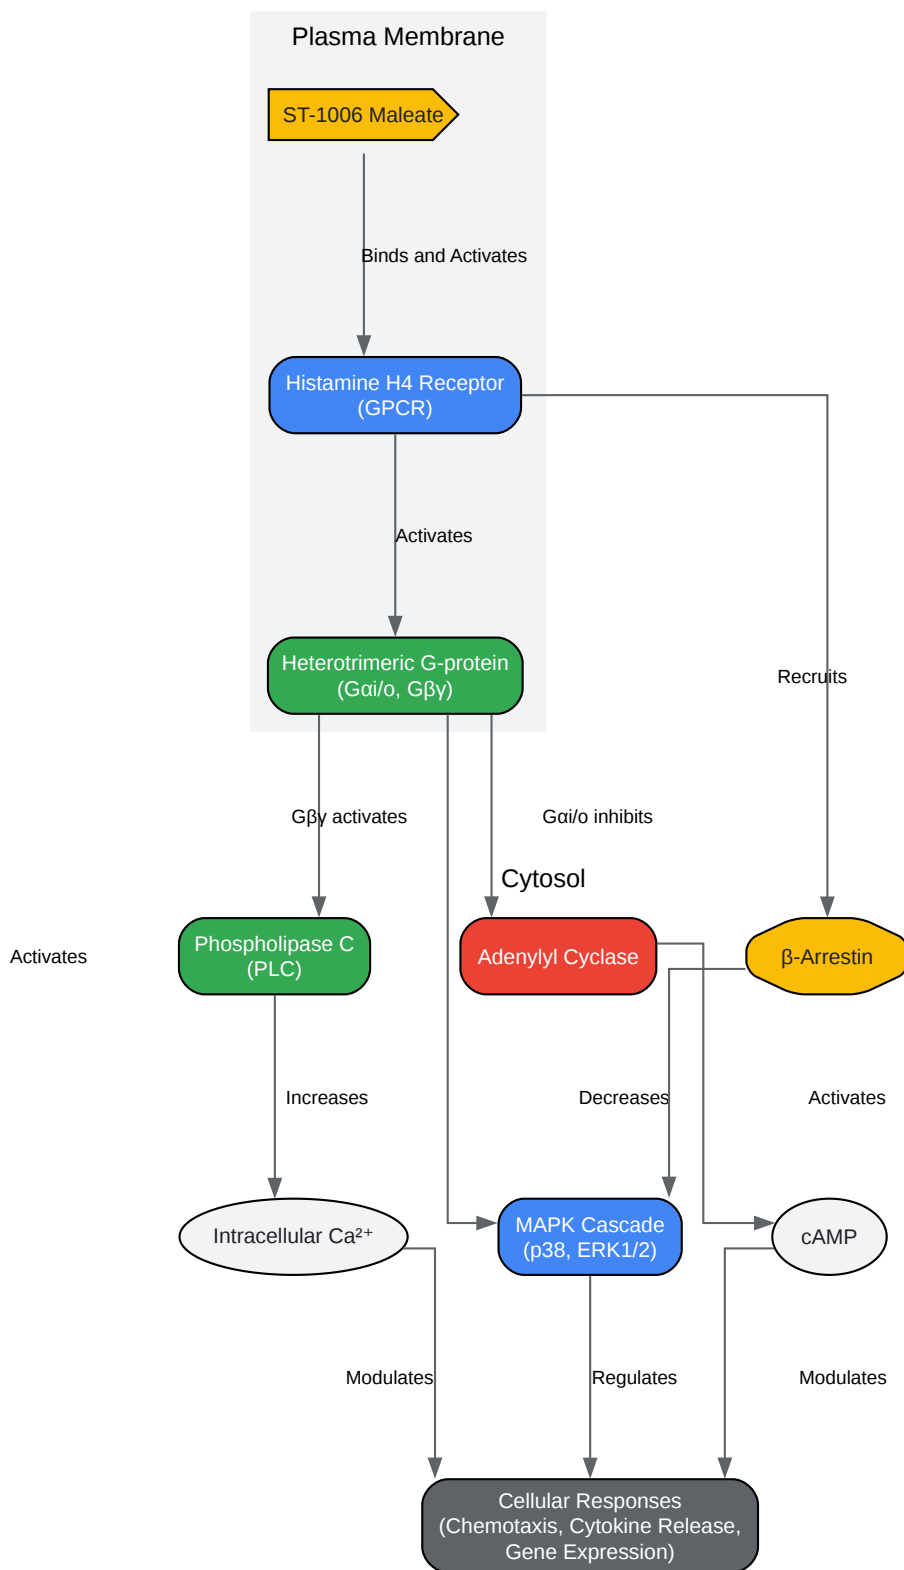 Plasma Membrane
ST-1006 Maleate
Binds and Activates
Histamine H4 Receptor
(GPCR)
Activates
Heterotrimeric G-protein
(Gαi/o, Gβγ)
Recruits
Gβγ activates
Gαi/o inhibits
Cytosol
Activates
Phospholipase C
(PLC)
Adenylyl Cyclase
β-Arrestin
Increases
Decreases
Activates
Intracellular Ca²⁺
MAPK Cascade
(p38, ERK1/2)
cAMP
Modulates
Regulates
Modulates
Cellular Responses
(Chemotaxis, Cytokine Release,
Gene Expression)